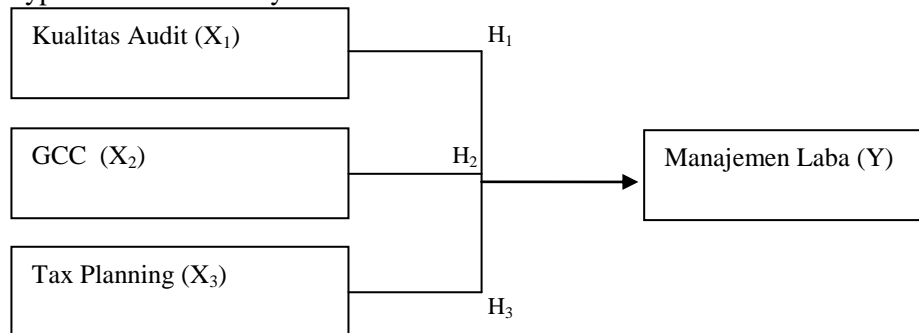 Kualitas Audit (X₁)
H₁
GCC (X₂)
H₂
Manajemen Laba (Y)
Tax Planning (X₃)
H₃